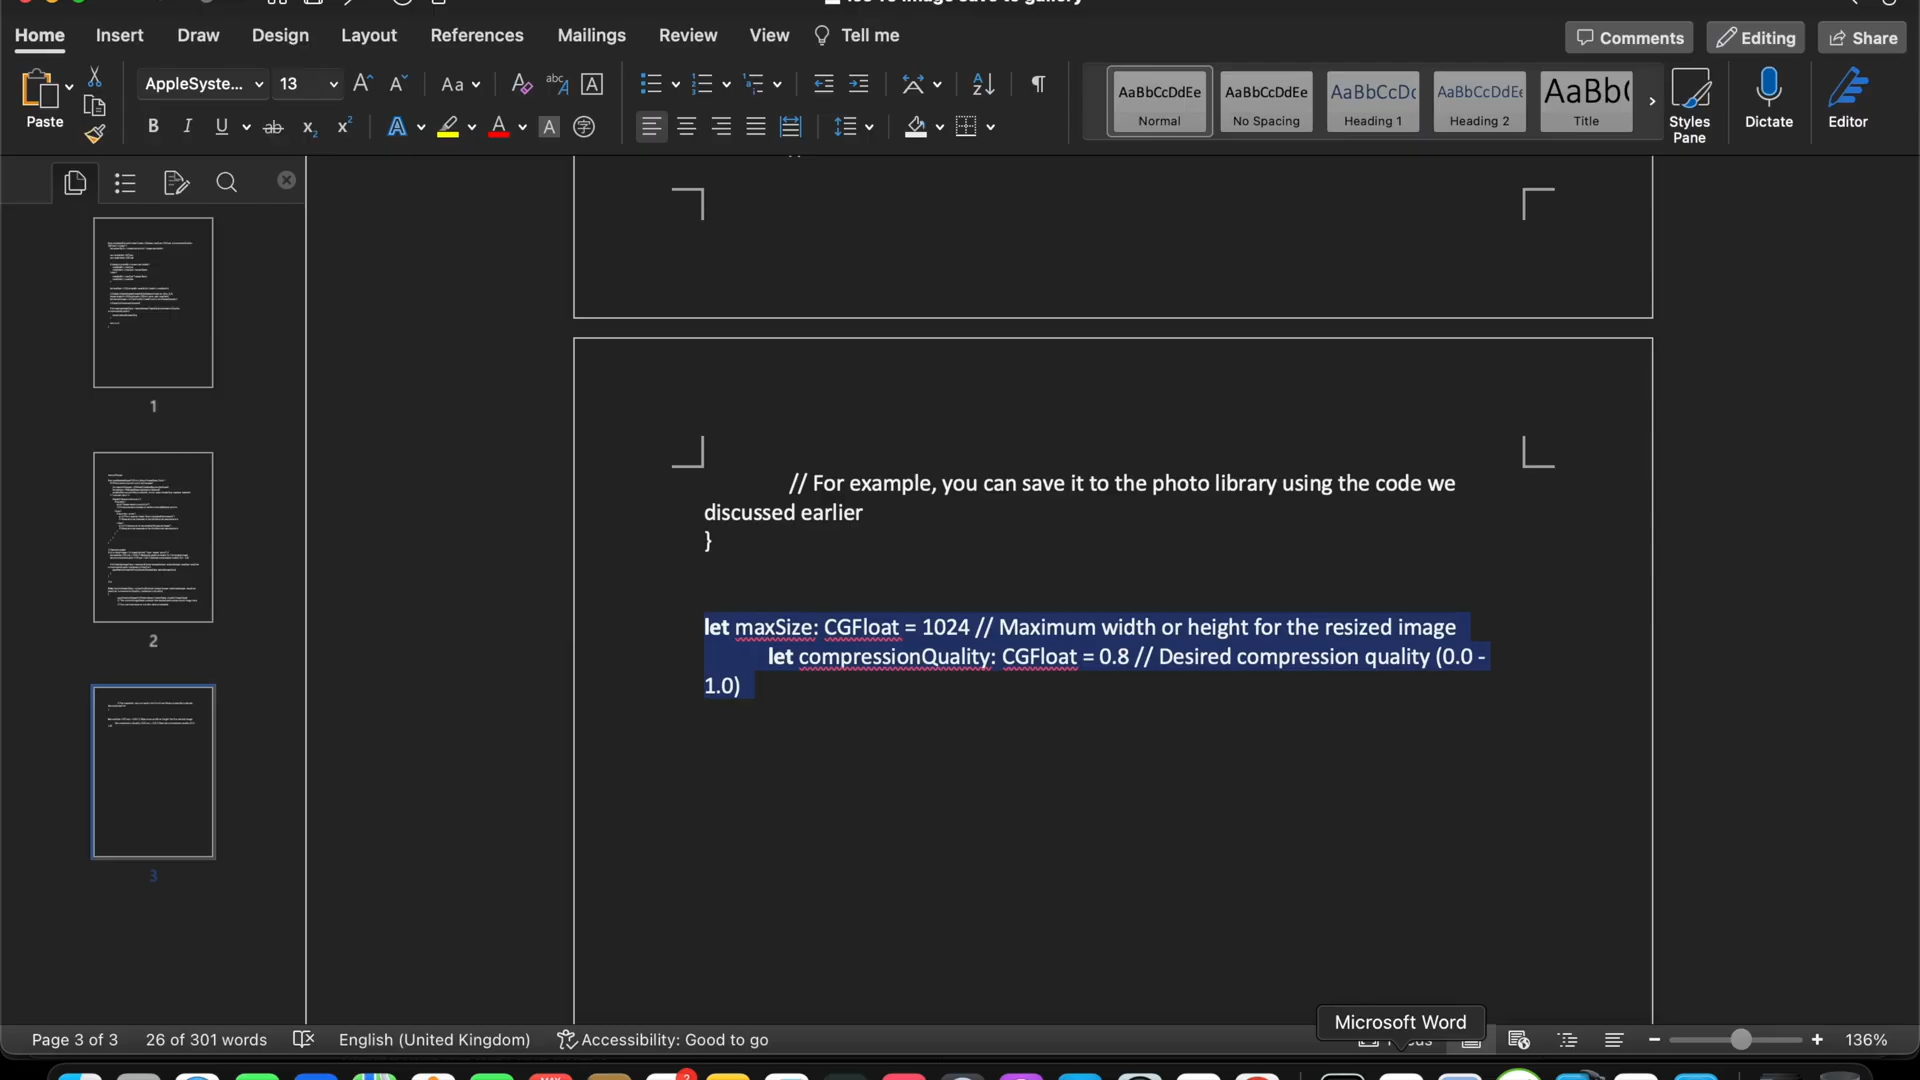 Home Insert Draw Design Layout References Mailings Review View Tell me Comments Editing Share
Paste
AppleSyste... 13
AaBbCcDdEe
Normal
AaBbCcDdEe
No Spacing
AaBbCcDc
Heading 1
AaBbCcDdEe
Heading 2
AaBb(
Title
Styles
Pane
Dictate
Editor
1
2
3
// For example, you can save it to the photo library using the code we
discussed earlier
}
let maxSize: CGFloat = 1024 // Maximum width or height for the resized image
let compressionQuality: CGFloat = 0.8 // Desired compression quality (0.0 -
1.0)
Microsoft Word
Page 3 of 3 26 of 301 words English (United Kingdom) Accessibility: Good to go 136%